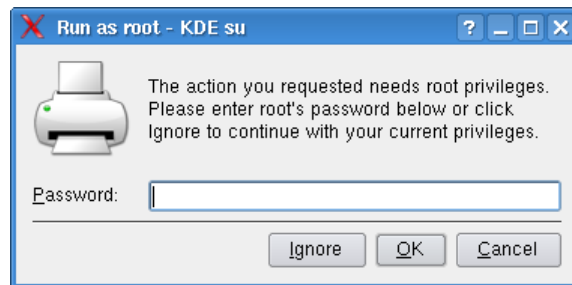 Run as root - KDE su
The action you requested needs root privileges.
Please enter root's password below or click
Ignore to continue with your current privileges.
Password:
Ignore OK Cancel